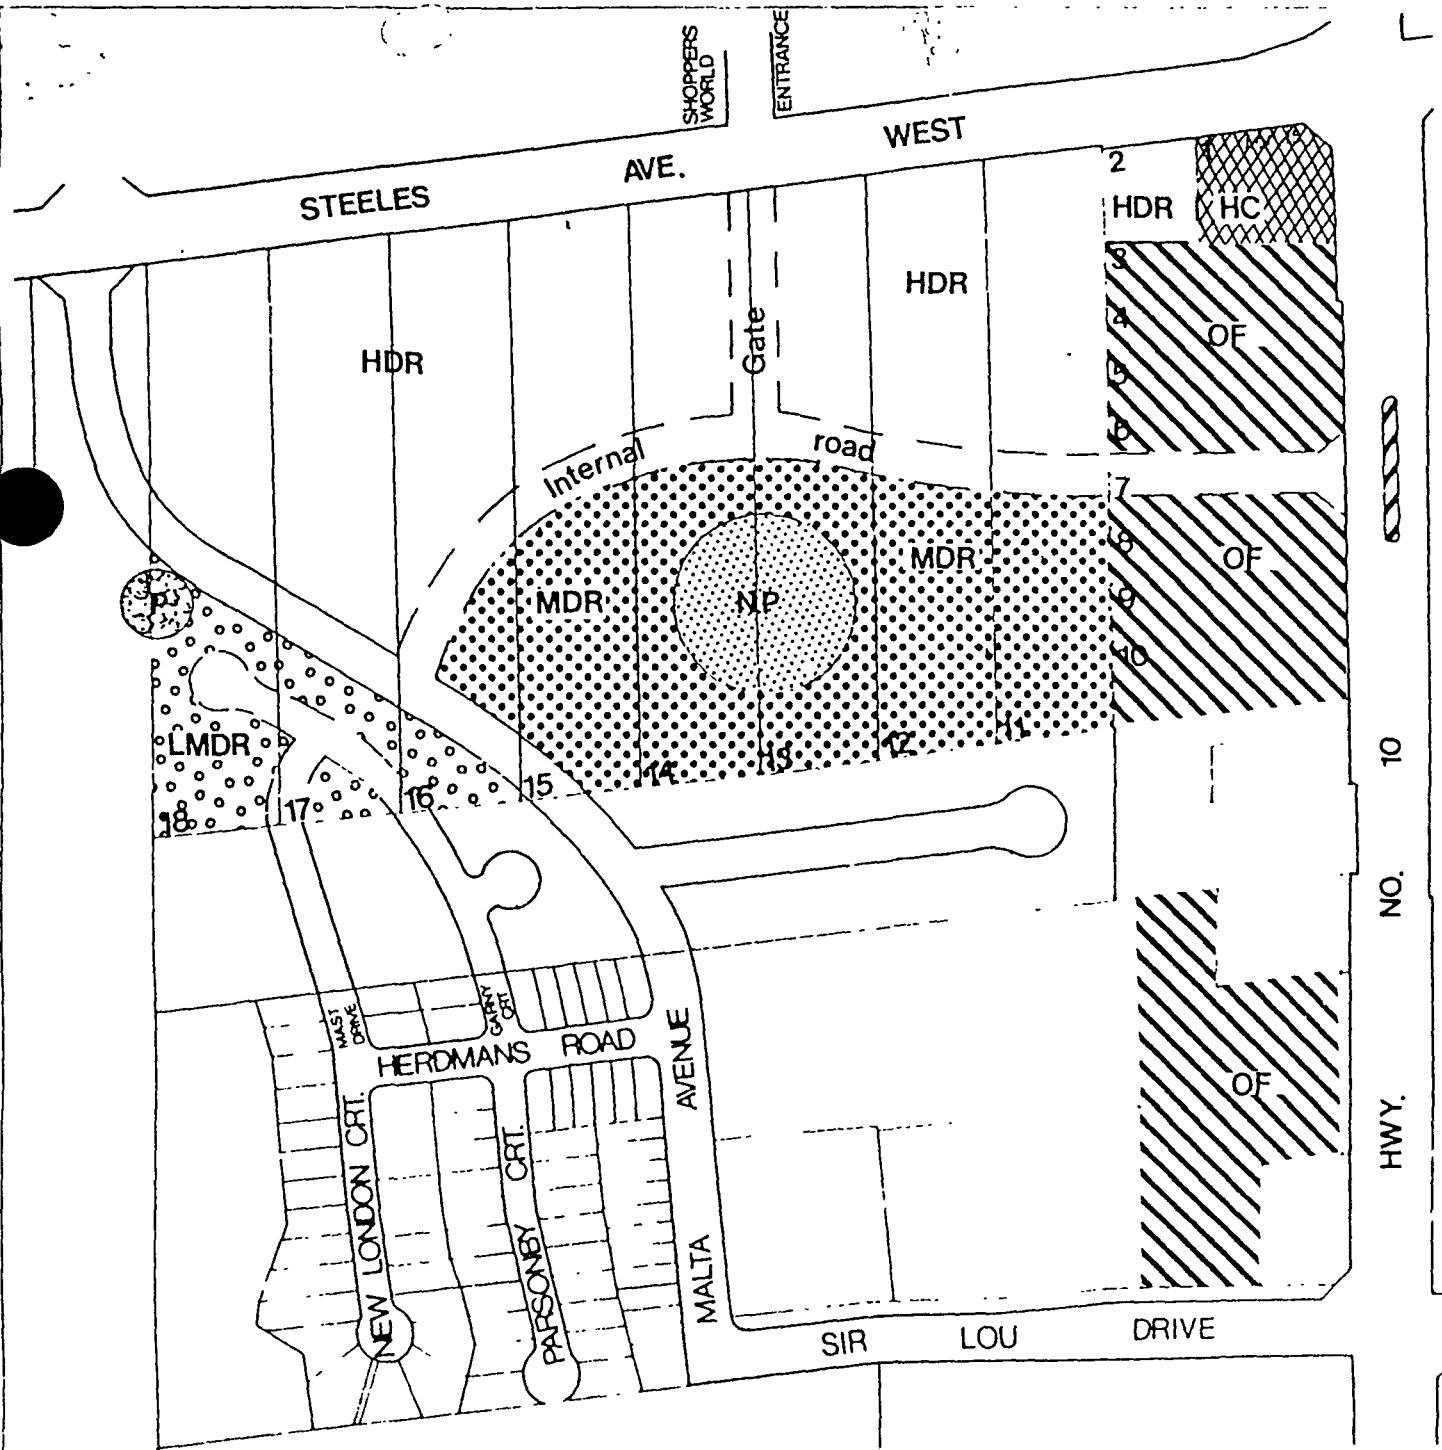 SHOPPERS
WORLD
ENTRANCE
STEELES
AVE.
WEST
2
HDR
HC
HDR
HDR
Gate
3
4
OF
5
6
Internal
road
7
8
OF
9
10
MDR
MDR
NP
P
LMDR
18
17
16
15
14
13
12
11
MAST
DRIVE
GARNY
CRT
HERDMANS
ROAD
AVENUE
MALTA
NEW LONDON CRT.
PARSONBY
CRT.
OF
SIR
LOU
DRIVE
HWY.
NO.
10